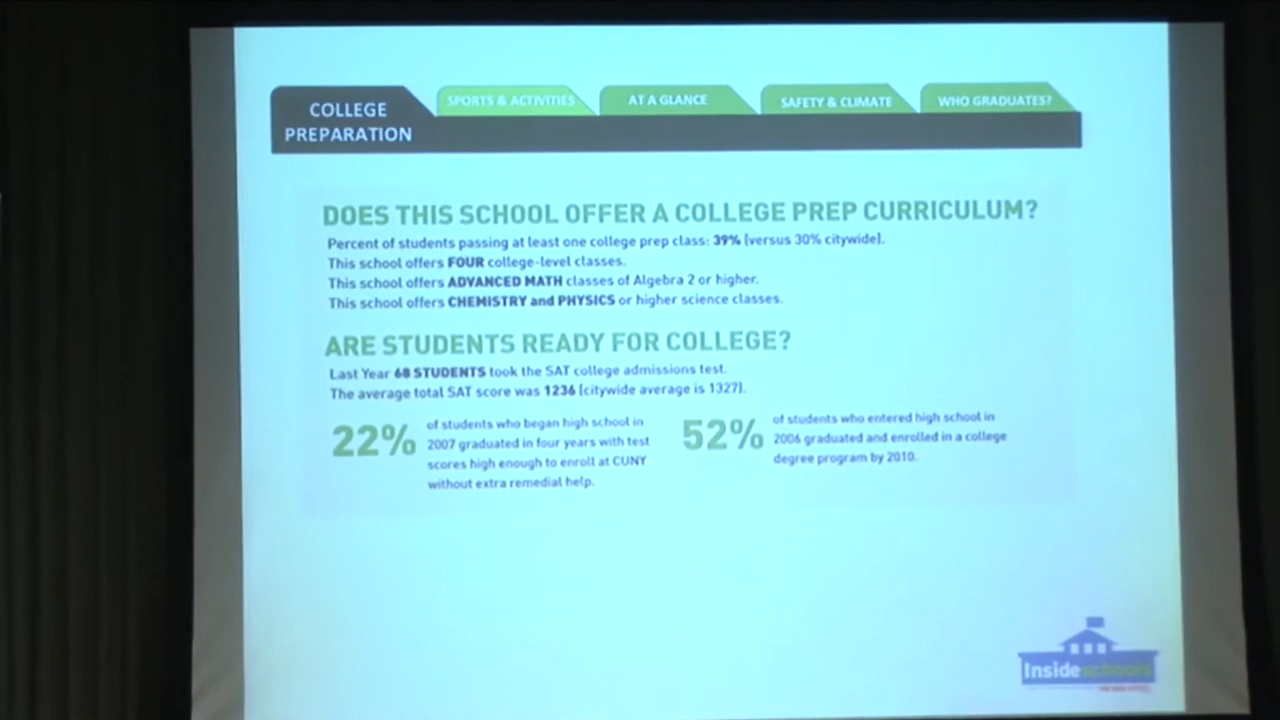 COLLEGE
PREPARATION
SPORTS & ACTIVITIES
AT A GLANCE
SAFETY & CLIMATE
WHO GRADUATES?
DOES THIS SCHOOL OFFER A COLLEGE PREP CURRICULUM?
Percent of students passing at least one college prep class: 39% (versus 30% citywide).
This school offers FOUR college-level classes.
This school offers ADVANCED MATH classes of Algebra 2 or higher.
This school offers CHEMISTRY and PHYSICS or higher science classes.
ARE STUDENTS READY FOR COLLEGE?
Last Year 68 STUDENTS took the SAT college admissions test.
The average total SAT score was 1236 (citywide average is 1327).
22%
of students who began high school in
2007 graduated in four years with test
scores high enough to enroll at CUNY
without extra remedial help.
52%
of students who entered high school in
2006 graduated and enrolled in a college
degree program by 2010.
Insideschools